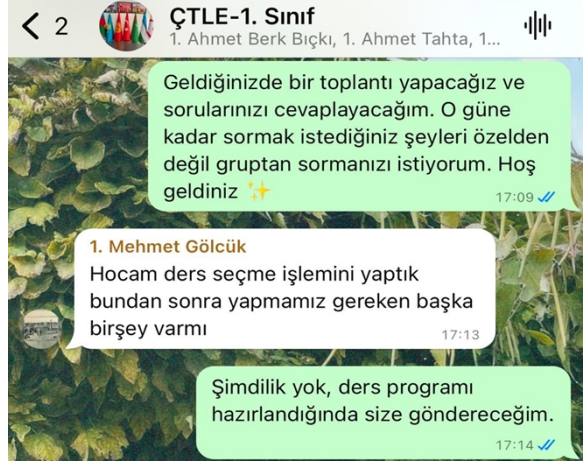 2
ÇTLE-1. Sınıf
1. Ahmet Berk Bıçkı, 1. Ahmet Tahta, 1...
Geldiğinizde bir toplantı yapacağız ve
sorularınızı cevaplayacağım. O güne
kadar sormak istediğiniz şeyleri özelden
değil gruptan sormanızı istiyorum. Hoş
geldiniz ✨
17:09
1. Mehmet Gölcük
Hocam ders seçme işlemini yaptık
bundan sonra yapmamız gereken başka
birşey varmı
17:13
Şimdilik yok, ders programı
hazırlandığında size göndereceğim.
17:14